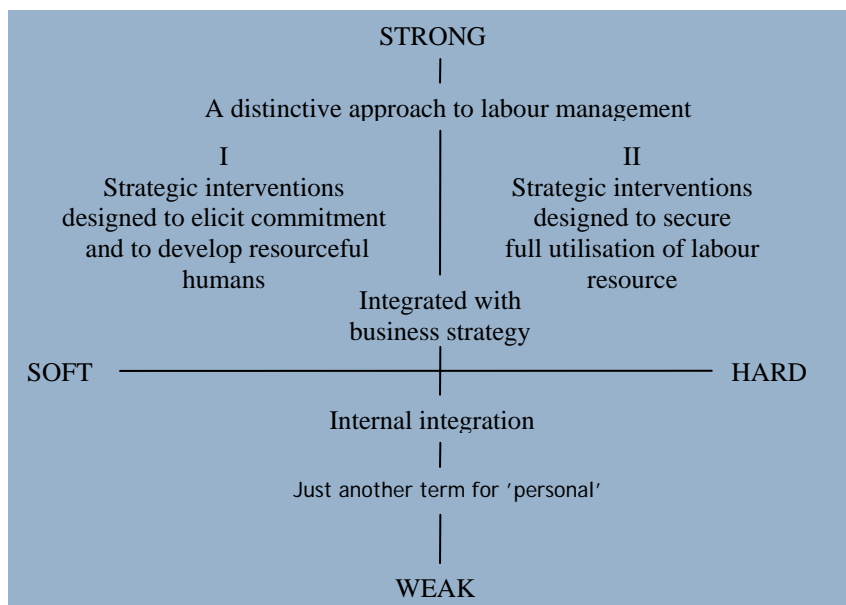 STRONG
A distinctive approach to labour management
I
Strategic interventions
designed to elicit commitment
and to develop resourceful
humans
II
Strategic interventions
designed to secure
full utilisation of labour
resource
Integrated with
business strategy
SOFT
HARD
Internal integration
Just another term for 'personal'
WEAK